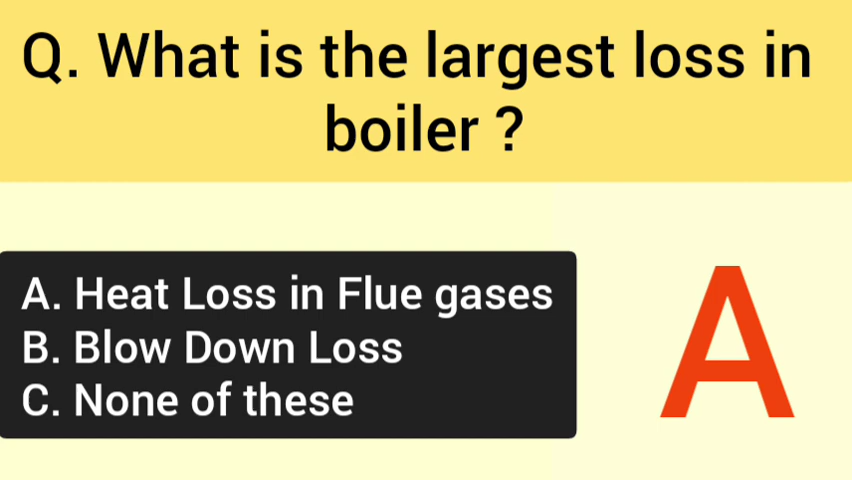 Q. What is the largest loss in
boiler ?
A. Heat Loss in Flue gases
B. Blow Down Loss
C. None of these
A